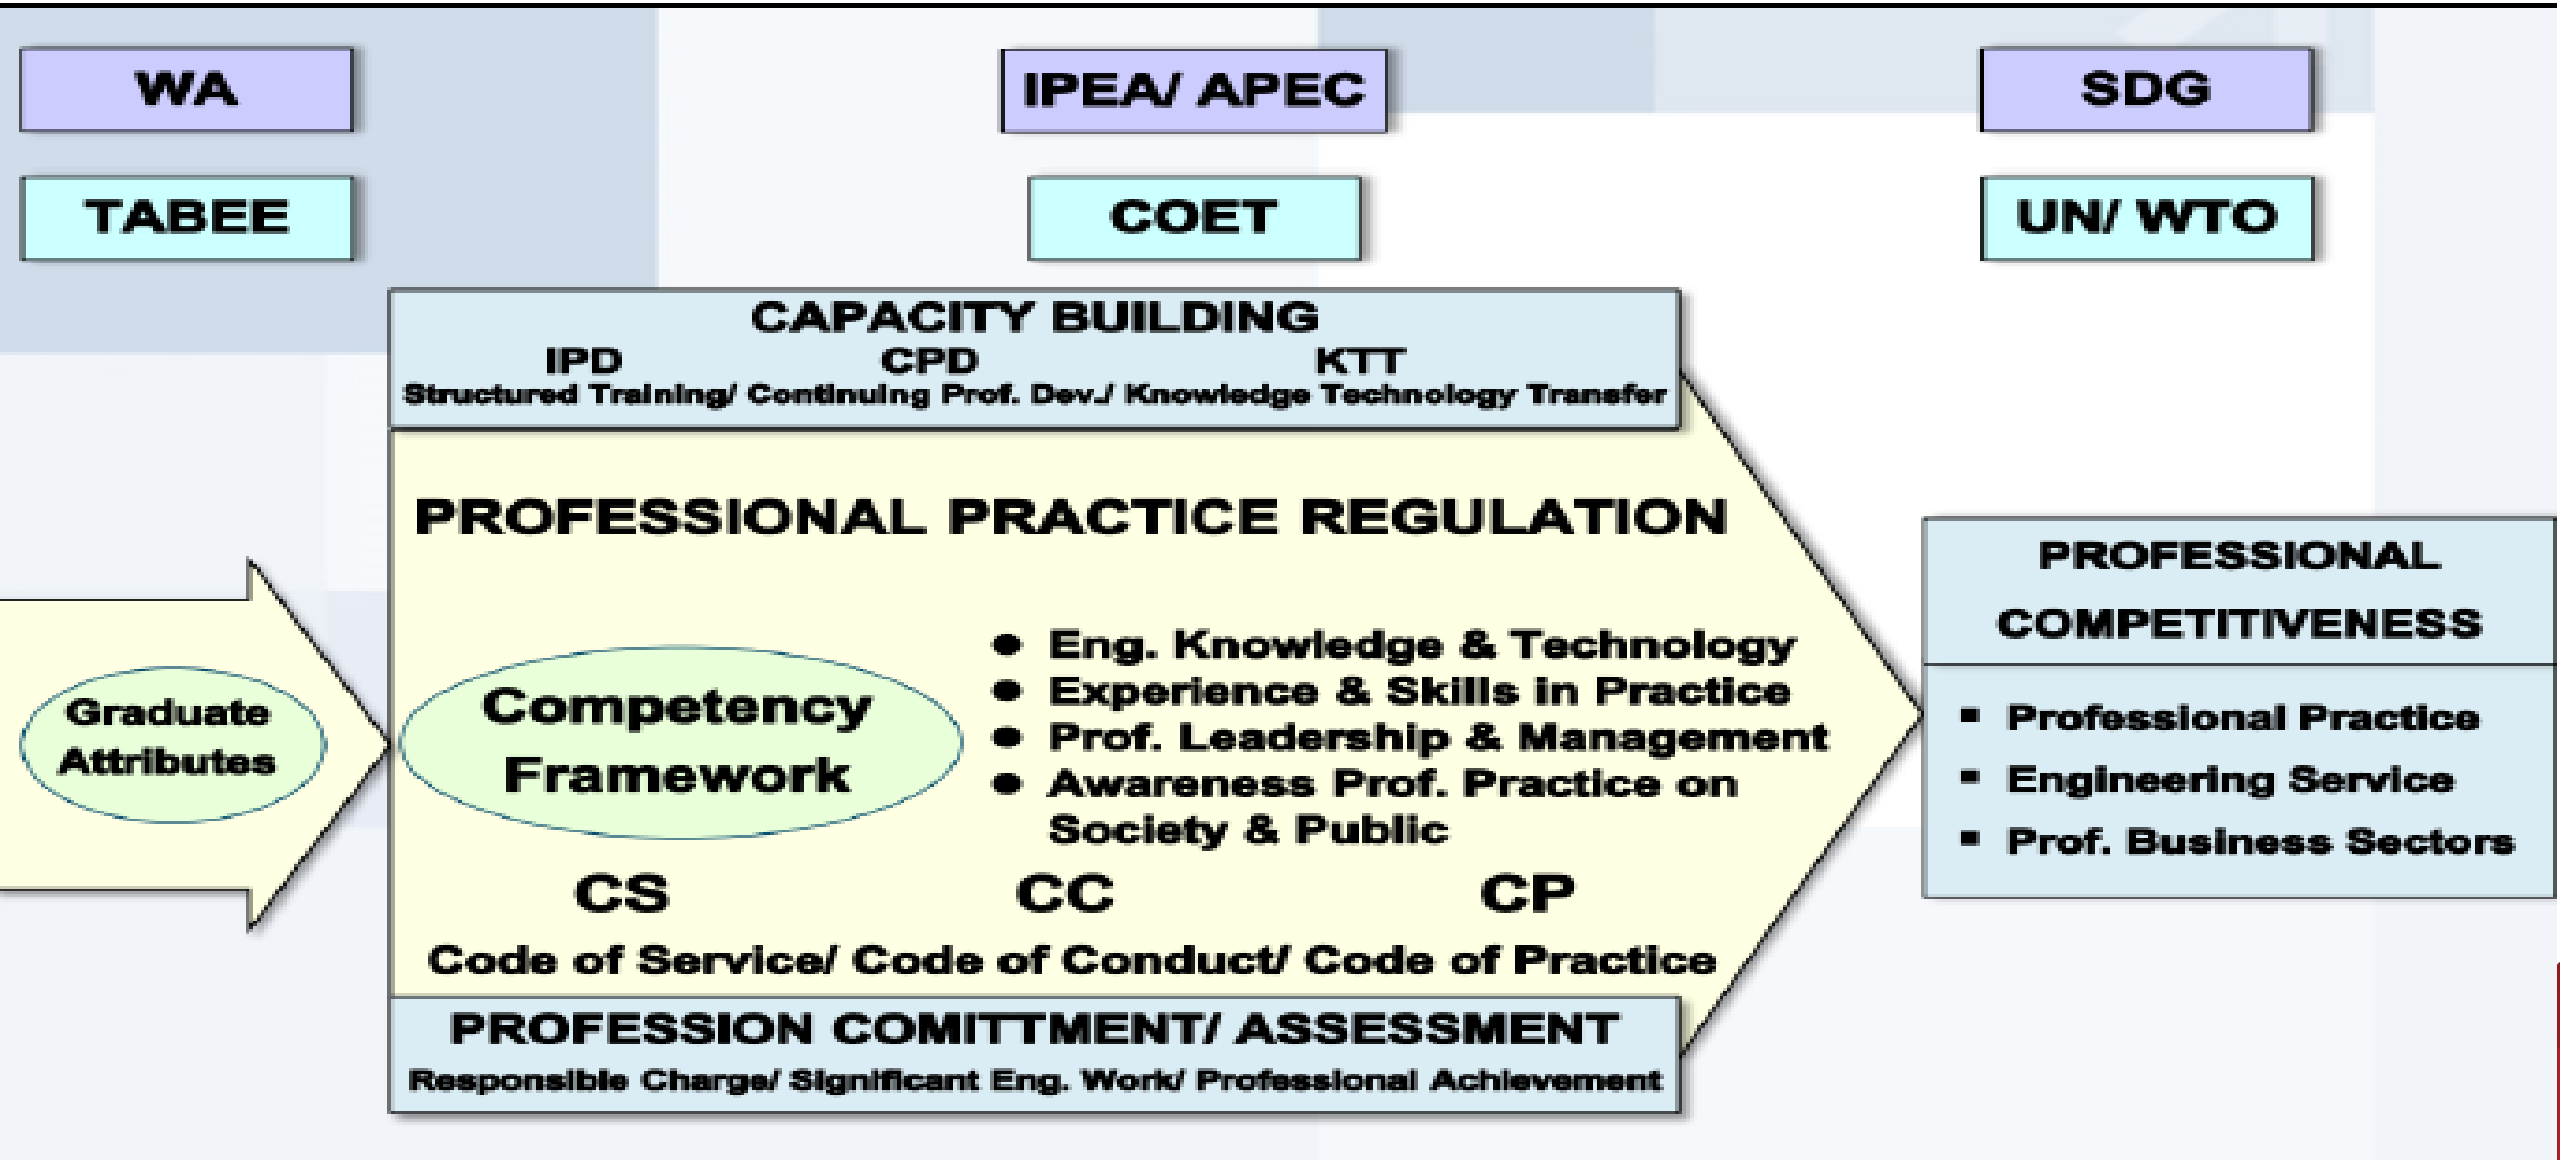 WA
IPEA/ APEC
SDG
TABEE
COET
UN/ WTO
CAPACITY BUILDING
IPD CPD KTT
Structured Training/ Continuing Prof. Dev./ Knowledge Technology Transfer
PROFESSIONAL PRACTICE REGULATION
Graduate
Attributes
Competency
Framework
● Eng. Knowledge & Technology
● Experience & Skills in Practice
● Prof. Leadership & Management
● Awareness Prof. Practice on
Society & Public
CS CC CP
Code of Service/ Code of Conduct/ Code of Practice
PROFESSION COMITTMENT/ ASSESSMENT
Responsible Charge/ Significant Eng. Work/ Professional Achievement
PROFESSIONAL
COMPETITIVENESS
▪ Professional Practice
▪ Engineering Service
▪ Prof. Business Sectors